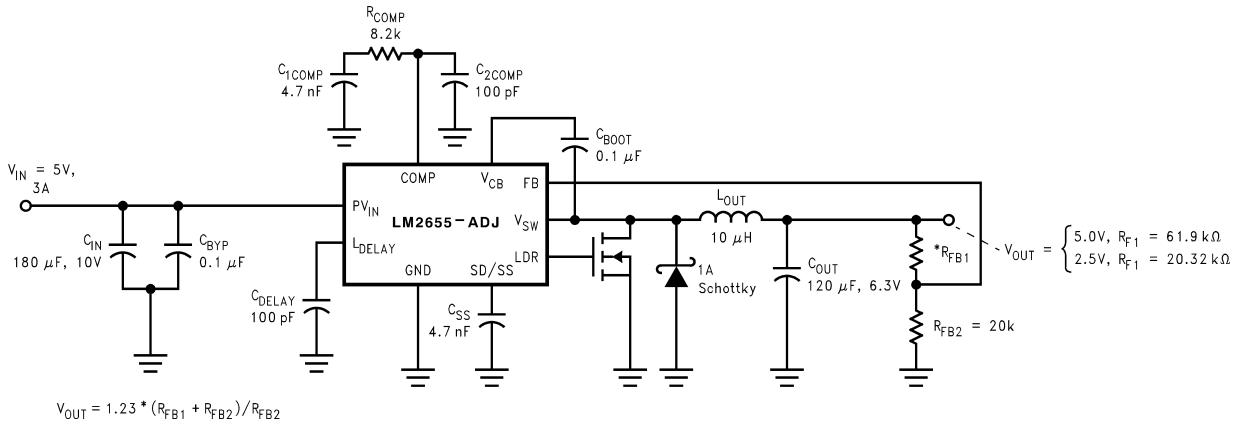 R_COMP
8.2k
C_1COMP
4.7 nF
C_2COMP
100 pF
C_BOOT
0.1 μF
V_IN = 5V,
3A
COMP
V_CB
FB
PV_IN
LM2655-ADJ
V_SW
L_DELAY
LDR
GND
SD/SS
C_IN
180 μF, 10V
C_BYP
0.1 μF
C_DELAY
100 pF
C_SS
4.7 nF
1A
Schottky
L_OUT
10 μH
C_OUT
120 μF, 6.3V
*R_FB1
R_FB2 = 20k
V_OUT = { 5.0V, R_F1 = 61.9 kΩ
2.5V, R_F1 = 20.32 kΩ
V_OUT = 1.23 * (R_FB1 + R_FB2)/R_FB2